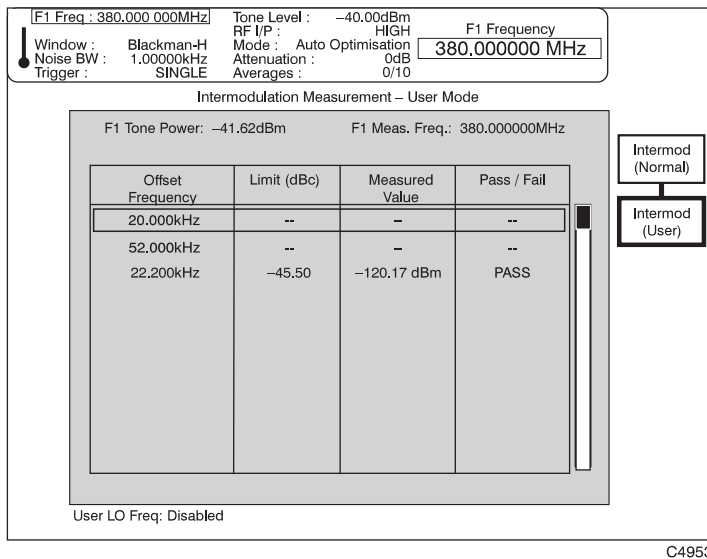 F1 Freq : 380.000 000MHz
Window : Blackman-H
Noise BW : 1.00000kHz
Trigger : SINGLE
Tone Level : –40.00dBm
RF I/P : HIGH
Mode : Auto Optimisation
Attenuation : 0dB
Averages : 0/10
F1 Frequency
380.000000 MHz
Intermodulation Measurement – User Mode
F1 Tone Power: –41.62dBm F1 Meas. Freq.: 380.000000MHz
Offset Frequency Limit (dBc) Measured Value Pass / Fail
20.000kHz -- – --
52.000kHz -- – --
22.200kHz –45.50 –120.17 dBm PASS
Intermod
(Normal)
Intermod
(User)
User LO Freq: Disabled
C4953